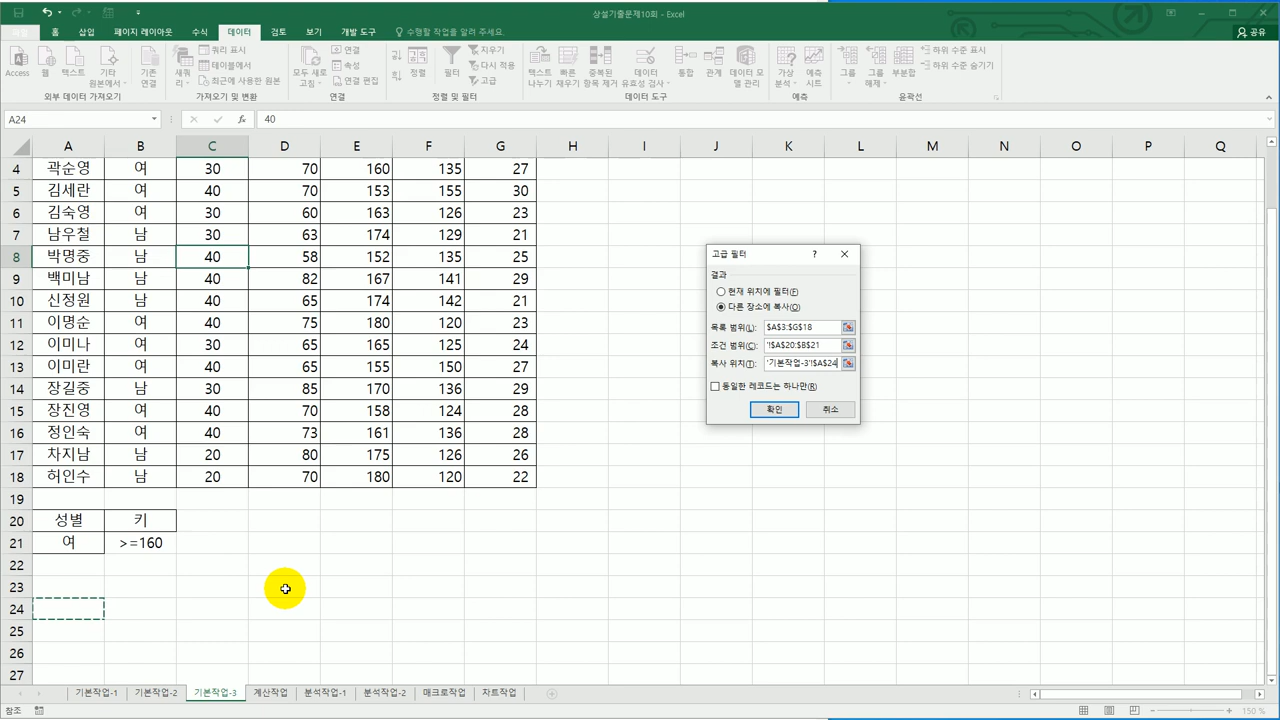 상설기출문제10회 - Excel
파일 홈 삽입 페이지 레이아웃 수식 데이터 검토 보기 개발 도구 수행할 작업을 알려 주세요. 공유
Access 웹 텍스트 기타 원본에서 기존 연결 새쿼리 쿼리 표시 테이블에서 최근에 사용한 원본 모두 새로 고침 연결 속성 연결 편집 정렬 필터 지우기 다시 적용 고급 텍스트 나누기 빠른 채우기 중복된 항목 제거 데이터 유효성 검사 통합 관계 데이터 모델 관리 가상 분석 예측 시트 그룹 그룹 해제 부분합 하위 수준 표시 하위 수준 숨기기
외부 데이터 가져오기 가져오기 및 변환 연결 정렬 및 필터 데이터 도구 예측 윤곽선
A24 fx 40
A B C D E F G H I J K L M N O P Q
4 곽순영 여 30 70 160 135 27
5 김세란 여 40 70 153 155 30
6 김숙영 여 30 60 163 126 23
7 남우철 남 30 63 174 129 21
8 박명중 남 40 58 152 135 25
9 백미남 남 40 82 167 141 29
10 신정원 남 40 65 174 142 21
11 이명순 여 40 75 180 120 23
12 이미나 여 30 65 165 125 24
13 이미란 여 40 65 155 150 27
14 장길중 남 30 85 170 136 29
15 장진영 여 40 70 158 124 28
16 정인숙 여 40 73 161 136 28
17 차지남 남 20 80 175 126 26
18 허인수 남 20 70 180 120 22
19
20 성별 키
21 여 >=160
22
23
24
25
26
27
고급 필터 ?
결과
현재 위치에 필터(F)
다른 장소에 복사(O)
목록 범위(L): $A$3:$G$18
조건 범위(C): '!$A$20:$B$21
복사 위치(T): '기본작업-3'!$A$24
동일한 레코드는 하나만(R)
확인 취소
기본작업-1 기본작업-2 기본작업-3 계산작업 분석작업-1 분석작업-2 매크로작업 차트작업
참조 150 %